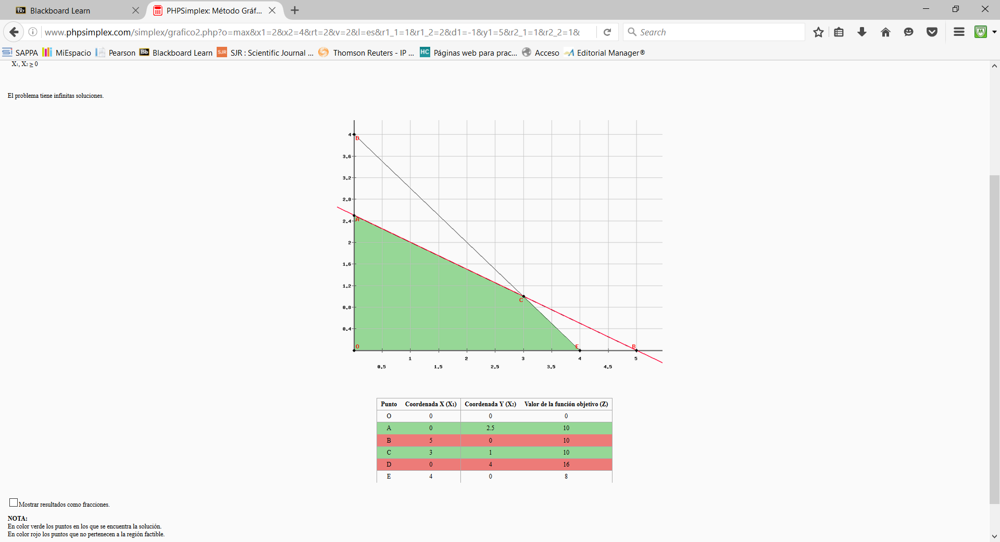 Blackboard Learn
PHPSimplex: Método Gráf...
www.phpsimplex.com/simplex/grafico2.php?o=max&x1=2&x2=4&rt=2&v=2&l=es&r1_1=1&r1_2=2&d1=-1&y1=5&r2_1=1&r2_2=1&
Search
SAPPA MiEspacio Pearson Bb Blackboard Learn SJR SJR : Scientific Journal ... Thomson Reuters - IP ... HC Páginas web para prac... Acceso Editorial Manager®
X1, X2 ≥ 0
El problema tiene infinitas soluciones.
4
D
3.6
3.2
2.8
A
2.4
2
1.6
1.2
C
0.8
0.4
O E B
1 2 3 4 5
0.5 1.5 2.5 3.5 4.5
Punto Coordenada X (X1) Coordenada Y (X2) Valor de la función objetivo (Z)
O 0 0 0
A 0 2.5 10
B 5 0 10
C 3 1 10
D 0 4 16
E 4 0 8
Mostrar resultados como fracciones.
NOTA:
En color verde los puntos en los que se encuentra la solución.
En color rojo los puntos que no pertenecen a la región factible.